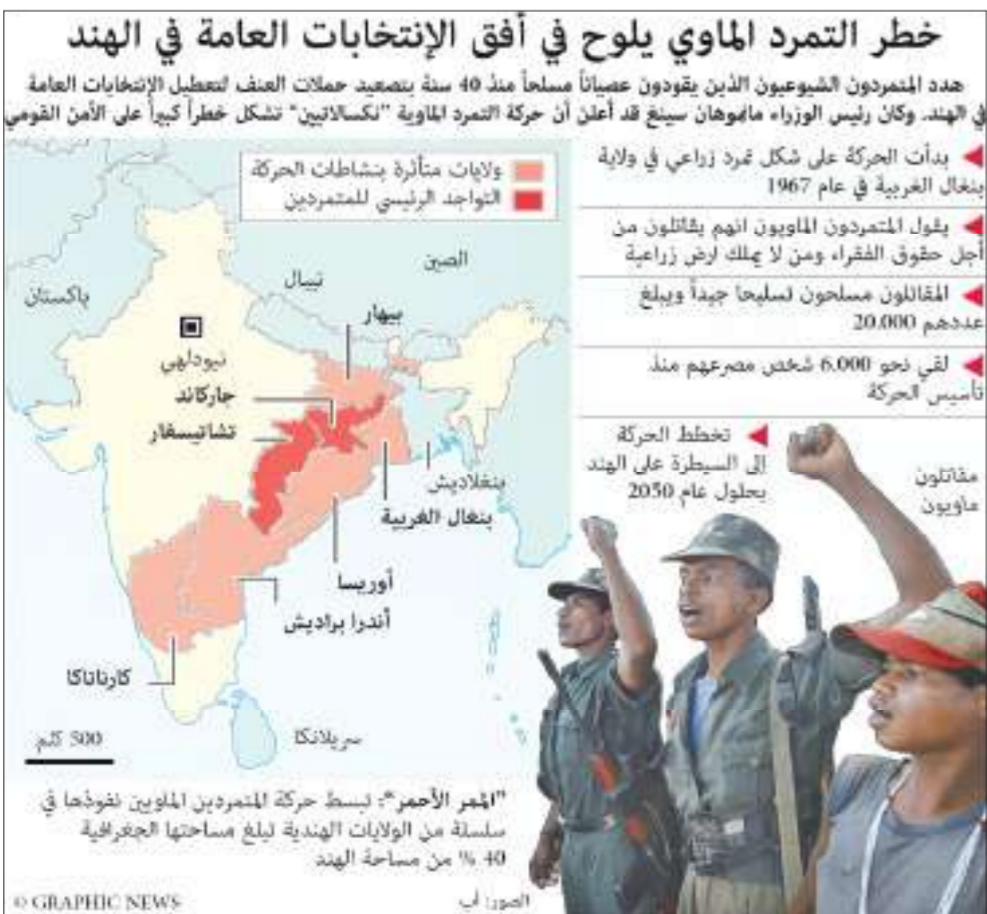 خطر التمرد الماوي يلوح في أفق الإنتخابات العامة في الهند
هدد المتمردون الشيوعيون الذين يقودون عصياناً مسلحاً منذ 40 سنة بتصعيد حملات العنف لتعطيل الإنتخابات العامة
في الهند. وكان رئيس الوزراء مانموهان سينغ قد أعلن أن حركة التمرد الماوية "نكسالاتيين" تشكل خطراً كبيراً على الأمن القومي
بدأت الحركة على شكل تمرد زراعي في ولاية
بنغال الغربية في عام 1967
يقول المتمردون الماويون انهم يقاتلون من
أجل حقوق الفقراء ومن لا يملك ارض زراعية
المقاتلون مسلحون تسليحا جيداً ويبلغ
عددهم 20.000
لقي نحو 6.000 شخص مصرعهم منذ
تأسيس الحركة
تخطط الحركة
إلى السيطرة على الهند
بحلول عام 2050
مقاتلون
ماويون
ولايات متأثرة بنشاطات الحركة
التواجد الرئيسي للمتمردين
الصين
نيبال
باكستان
بيهار
نيودلهي
جاركاند
تشاتيسغار
بنغلاديش
بنغال الغربية
أوريسا
أندرا براديش
كارناتاكا
سريلانكا
500 كلم
"الممر الأحمر": تبسط حركة المتمردين الماويين نفوذها في
سلسلة من الولايات الهندية تبلغ مساحتها الجغرافية
40 % من مساحة الهند
الصور: أب
© GRAPHIC NEWS